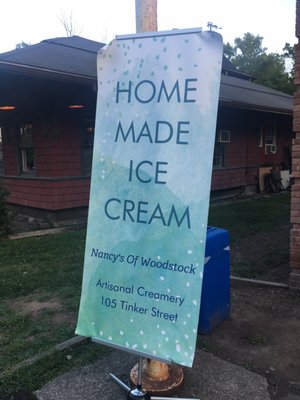 HOME
MADE
ICE
CREAM
Nancy's Of Woodstock
Artisanal Creamery
105 Tinker Street